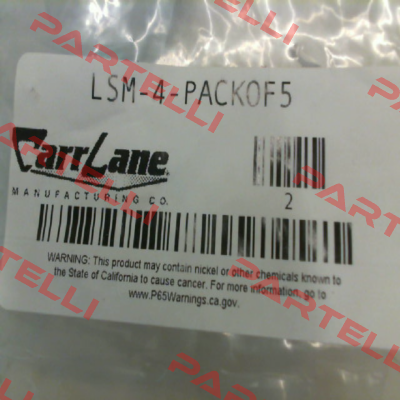 LSM-4-PACKOF5
CarrLane
MANUFACTURING CO.
2
WARNING: This product may contain nickel or other chemicals known to
the State of California to cause cancer. For more information, go to
www.P65Warnings.ca.gov.
PARTELLI
PARTELLI
PARTELLI
PARTELLI